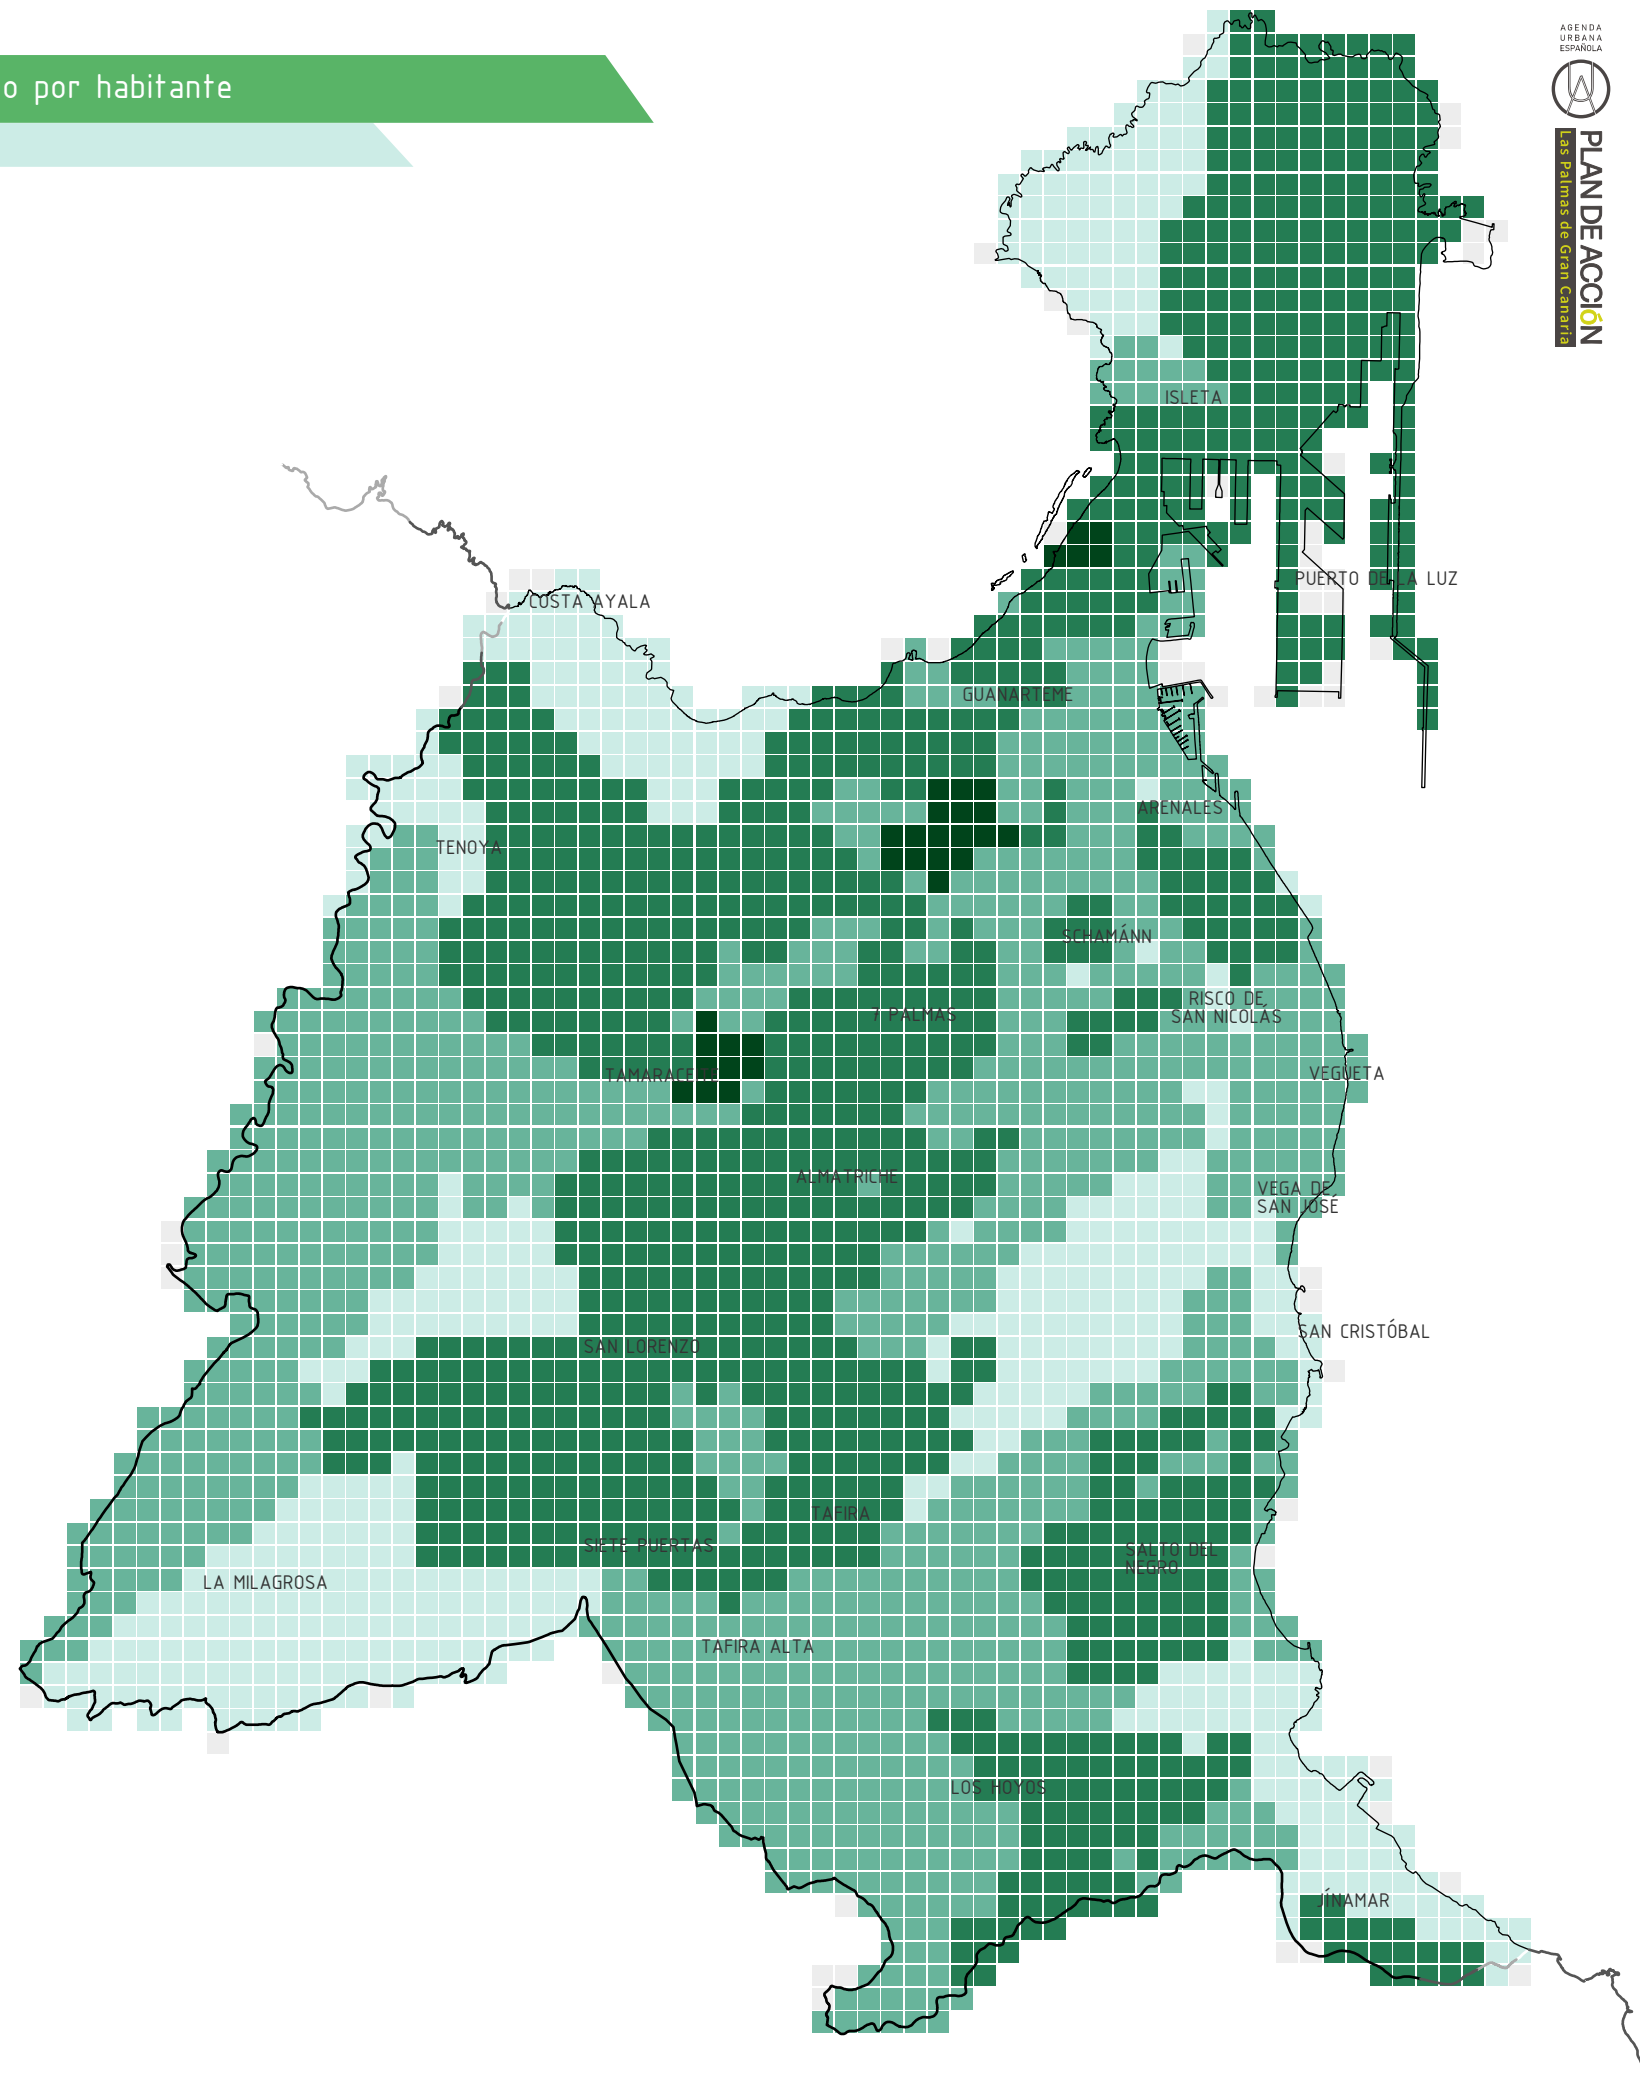 o por habitante
AGENDA
URBANA
ESPAÑOLA
PLAN DE ACCIÓN
Las Palmas de Gran Canaria
ISLETA
PUERTO DE LA LUZ
COSTA AYALA
GUANARTEME
ARENALES
TENOYA
SCHAMÁNN
RISCO DE
SAN NICOLÁS
7 PALMAS
TAMARACEITE
VEGUETA
ALMATRICHE
VEGA DE
SAN JOSÉ
SAN CRISTÓBAL
SAN LORENZO
TAFIRA
SIETE PUERTAS
SALTO DEL
NEGRO
LA MILAGROSA
TAFIRA ALTA
LOS HOYOS
JÍNAMAR